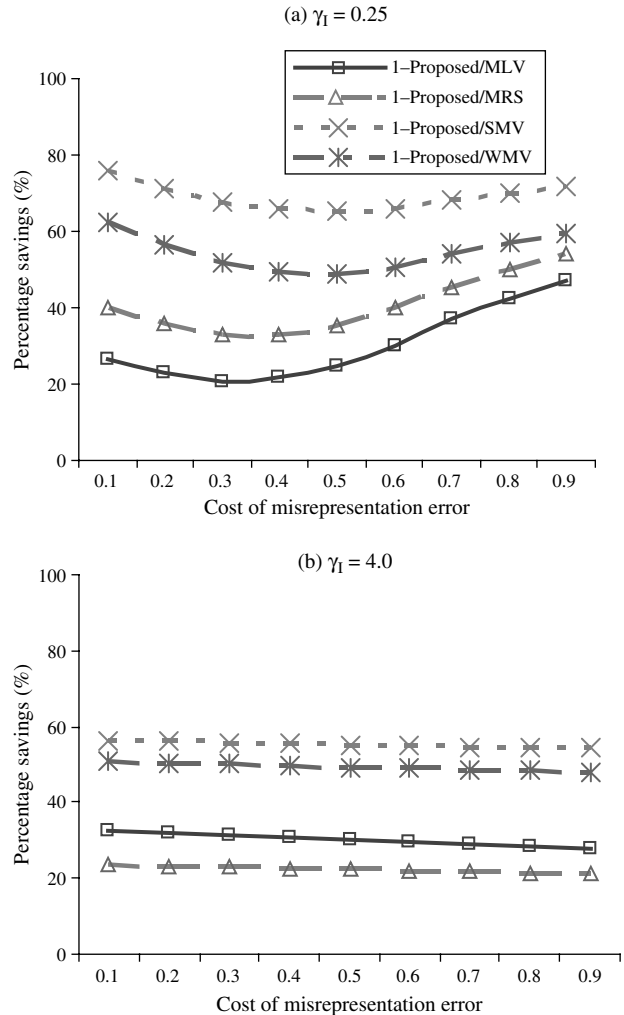 (a) γI = 0.25
100
80
60
40
20
0
Percentage savings (%)
1–Proposed/MLV
1–Proposed/MRS
1–Proposed/SMV
1–Proposed/WMV
0.1 0.2 0.3 0.4 0.5 0.6 0.7 0.8 0.9
Cost of misrepresentation error
(b) γI = 4.0
100
80
60
40
20
0
Percentage savings (%)
0.1 0.2 0.3 0.4 0.5 0.6 0.7 0.8 0.9
Cost of misrepresentation error